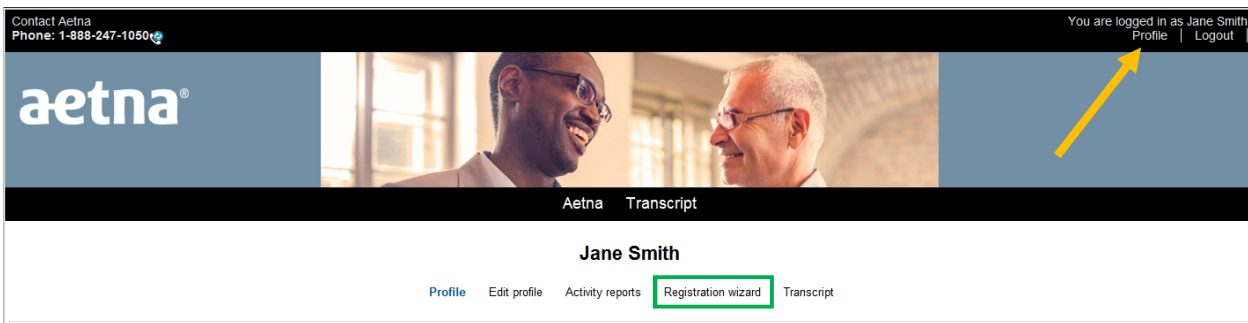 Contact Aetna
Phone: 1-888-247-1050
You are logged in as Jane Smith
Profile | Logout |
aetna®
Aetna Transcript
Jane Smith
Profile Edit profile Activity reports Registration wizard Transcript